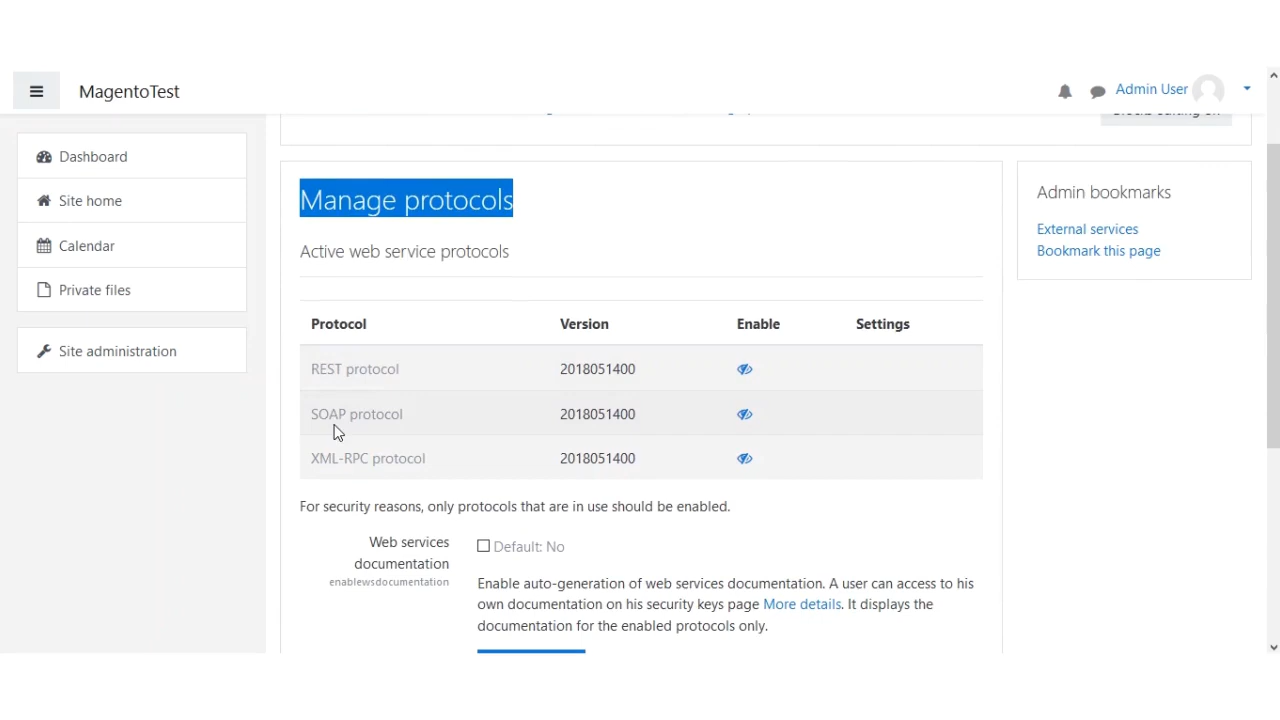 MagentoTest
Admin User
Dashboard
Site home
Calendar
Private files
Site administration
Manage protocols
Active web service protocols
Protocol Version Enable Settings
REST protocol 2018051400
SOAP protocol 2018051400
XML-RPC protocol 2018051400
For security reasons, only protocols that are in use should be enabled.
Web services
documentation
enablewsdocumentation
Default: No
Enable auto-generation of web services documentation. A user can access to his
own documentation on his security keys page More details. It displays the
documentation for the enabled protocols only.
Admin bookmarks
External services
Bookmark this page